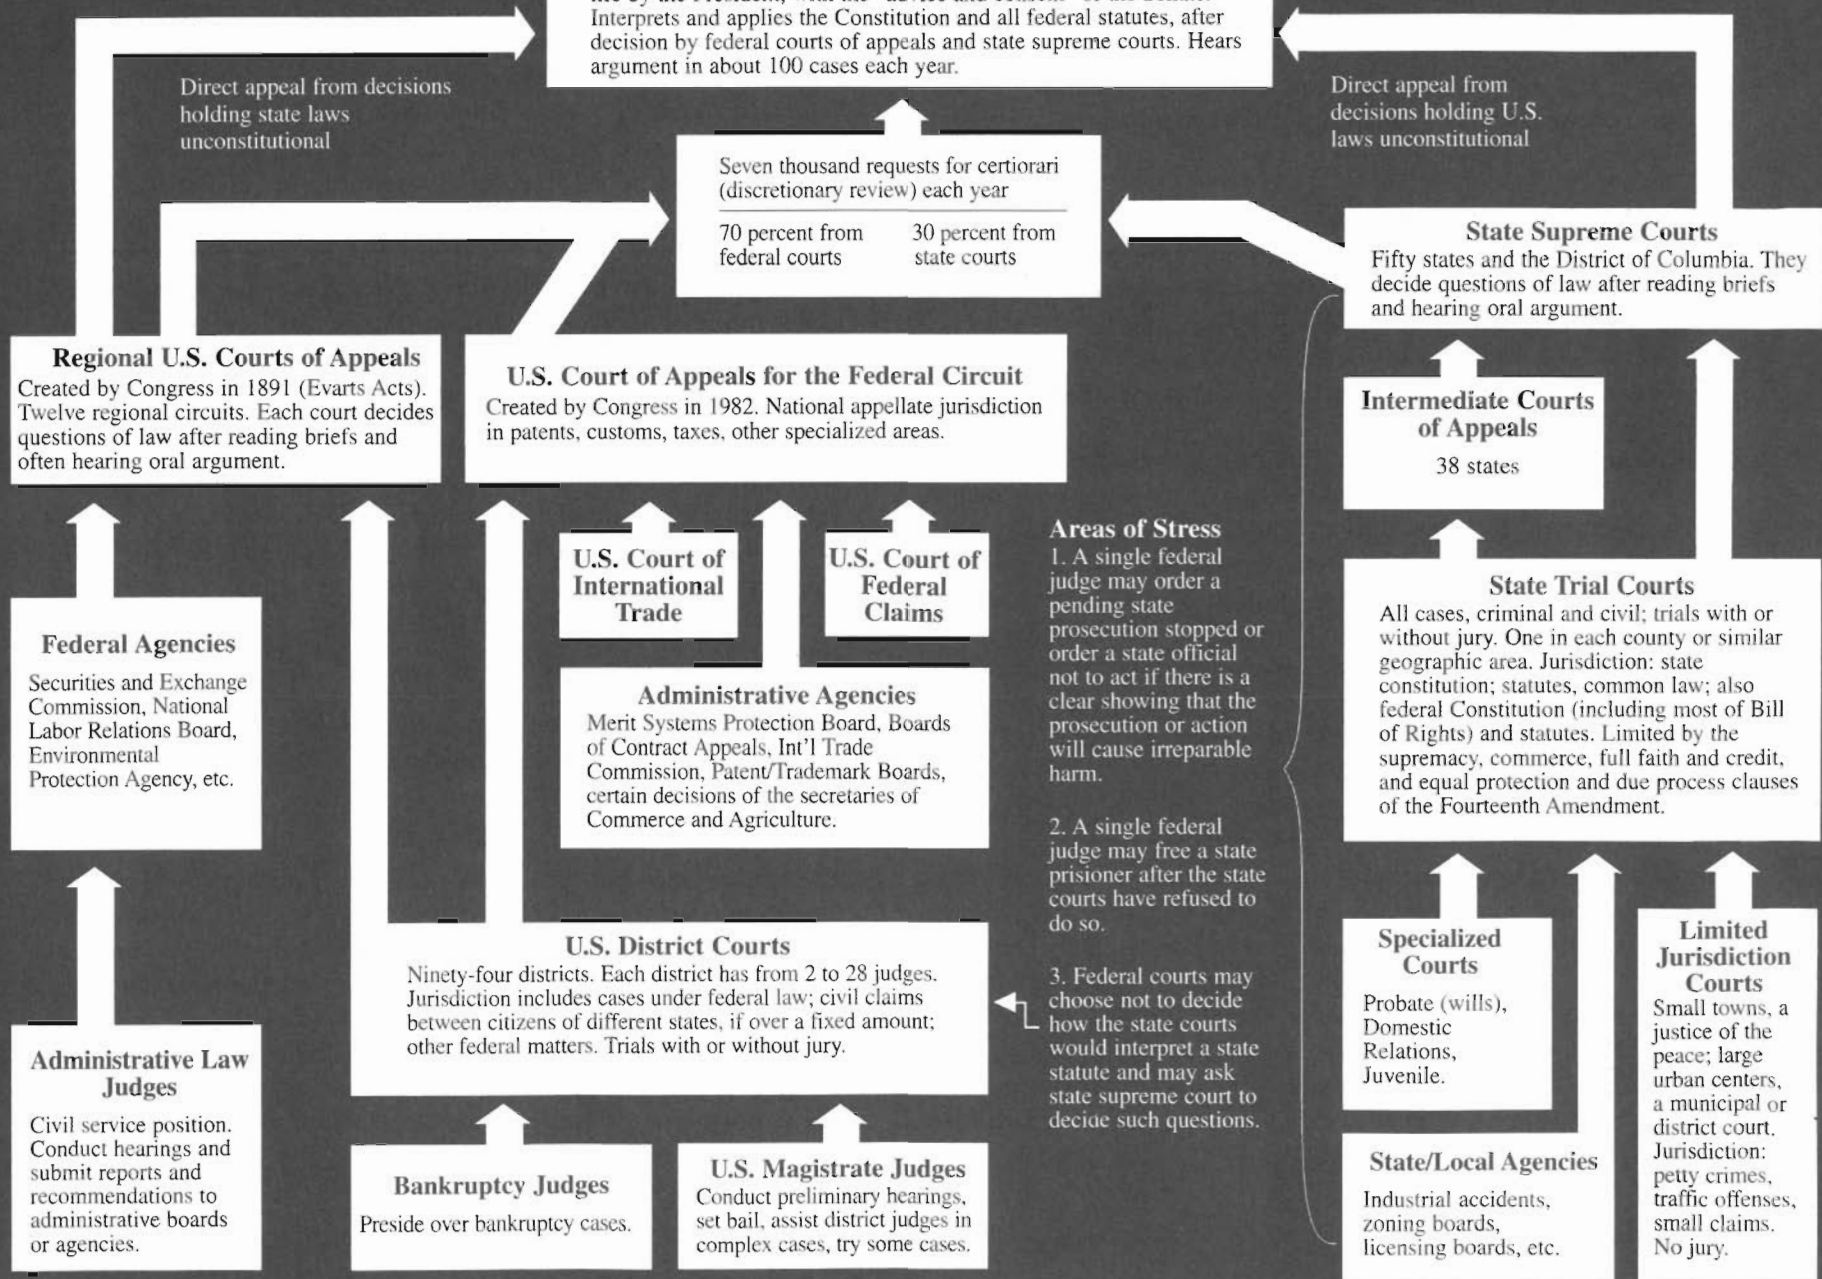 Interprets and applies the Constitution and all federal statutes, after
decision by federal courts of appeals and state supreme courts. Hears
argument in about 100 cases each year.
Direct appeal from decisions
holding state laws
unconstitutional
Direct appeal from
decisions holding U.S.
laws unconstitutional
Seven thousand requests for certiorari
(discretionary review) each year
70 percent from
federal courts
30 percent from
state courts
State Supreme Courts
Fifty states and the District of Columbia. They
decide questions of law after reading briefs
and hearing oral argument.
Regional U.S. Courts of Appeals
Created by Congress in 1891 (Evarts Acts).
Twelve regional circuits. Each court decides
questions of law after reading briefs and
often hearing oral argument.
U.S. Court of Appeals for the Federal Circuit
Created by Congress in 1982. National appellate jurisdiction
in patents, customs, taxes, other specialized areas.
Intermediate Courts
of Appeals
38 states
Federal Agencies
Securities and Exchange
Commission, National
Labor Relations Board,
Environmental
Protection Agency, etc.
U.S. Court of
International
Trade
U.S. Court of
Federal
Claims
Administrative Agencies
Merit Systems Protection Board, Boards
of Contract Appeals, Int'l Trade
Commission, Patent/Trademark Boards,
certain decisions of the secretaries of
Commerce and Agriculture.
Areas of Stress
1. A single federal
judge may order a
pending state
prosecution stopped or
order a state official
not to act if there is a
clear showing that the
prosecution or action
will cause irreparable
harm.
2. A single federal
judge may free a state
prisioner after the state
courts have refused to
do so.
3. Federal courts may
choose not to decide
how the state courts
would interpret a state
statute and may ask
state supreme court to
decide such questions.
State Trial Courts
All cases, criminal and civil; trials with or
without jury. One in each county or similar
geographic area. Jurisdiction: state
constitution; statutes, common law; also
federal Constitution (including most of Bill
of Rights) and statutes. Limited by the
supremacy, commerce, full faith and credit,
and equal protection and due process clauses
of the Fourteenth Amendment.
U.S. District Courts
Ninety-four districts. Each district has from 2 to 28 judges.
Jurisdiction includes cases under federal law; civil claims
between citizens of different states, if over a fixed amount;
other federal matters. Trials with or without jury.
Administrative Law
Judges
Civil service position.
Conduct hearings and
submit reports and
recommendations to
administrative boards
or agencies.
Bankruptcy Judges
Preside over bankruptcy cases.
U.S. Magistrate Judges
Conduct preliminary hearings,
set bail, assist district judges in
complex cases, try some cases.
Specialized
Courts
Probate (wills),
Domestic
Relations,
Juvenile.
State/Local Agencies
Industrial accidents,
zoning boards,
licensing boards, etc.
Limited
Jurisdiction
Courts
Small towns, a
justice of the
peace; large
urban centers,
a municipal or
district court.
Jurisdiction:
petty crimes,
traffic offenses,
small claims.
No jury.